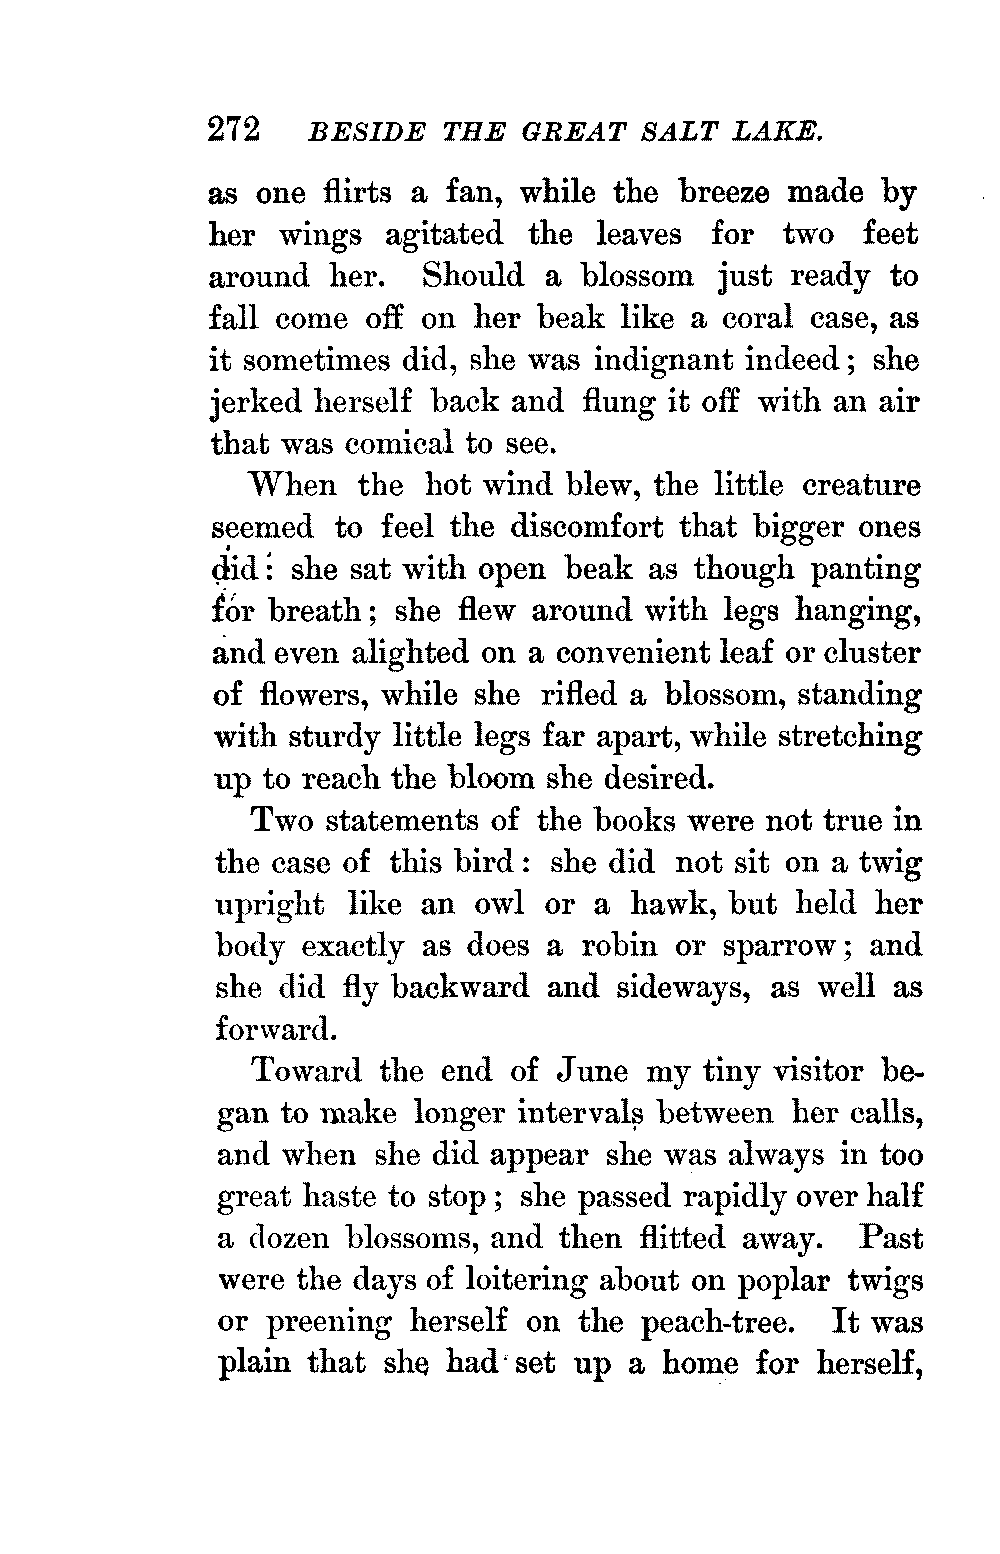 272 BESIDE THE GREAT SALT LAKE.
as one flirts a fan, while the breeze made by
her wings agitated the leaves for two feet
around her. Should a blossom just ready to
fall come off on her beak like a coral case, as
it sometimes did, she was indignant indeed; she
jerked herself back and flung it off with an air
that was comical to see.
When the hot wind blew, the little creature
seemed to feel the discomfort that bigger ones
did: she sat with open beak as though panting
for breath; she flew around with legs hanging,
and even alighted on a convenient leaf or cluster
of flowers, while she rifled a blossom, standing
with sturdy little legs far apart, while stretching
up to reach the bloom she desired.
Two statements of the books were not true in
the case of this bird: she did not sit on a twig
upright like an owl or a hawk, but held her
body exactly as does a robin or sparrow; and
she did fly backward and sideways, as well as
forward.
Toward the end of June my tiny visitor be-
gan to make longer intervals between her calls,
and when she did appear she was always in too
great haste to stop; she passed rapidly over half
a dozen blossoms, and then flitted away. Past
were the days of loitering about on poplar twigs
or preening herself on the peach-tree. It was
plain that she had set up a home for herself,